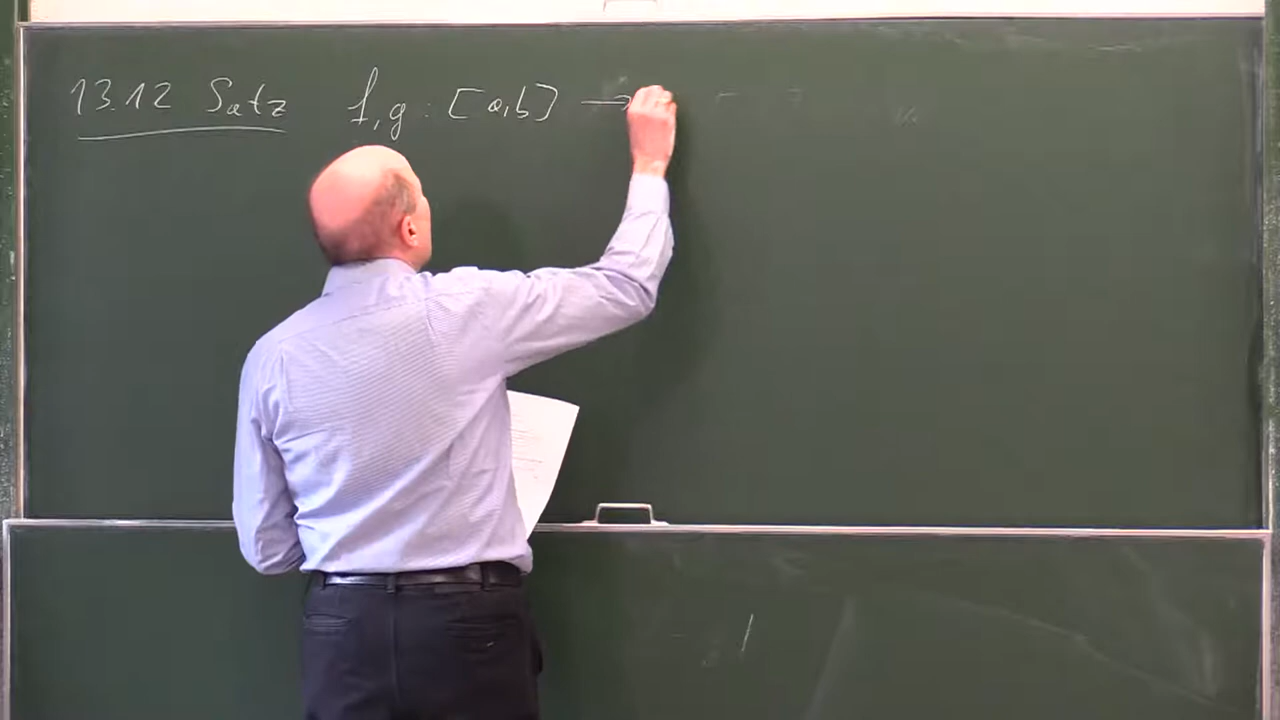 13.12 Satz f, g : [a,b] →